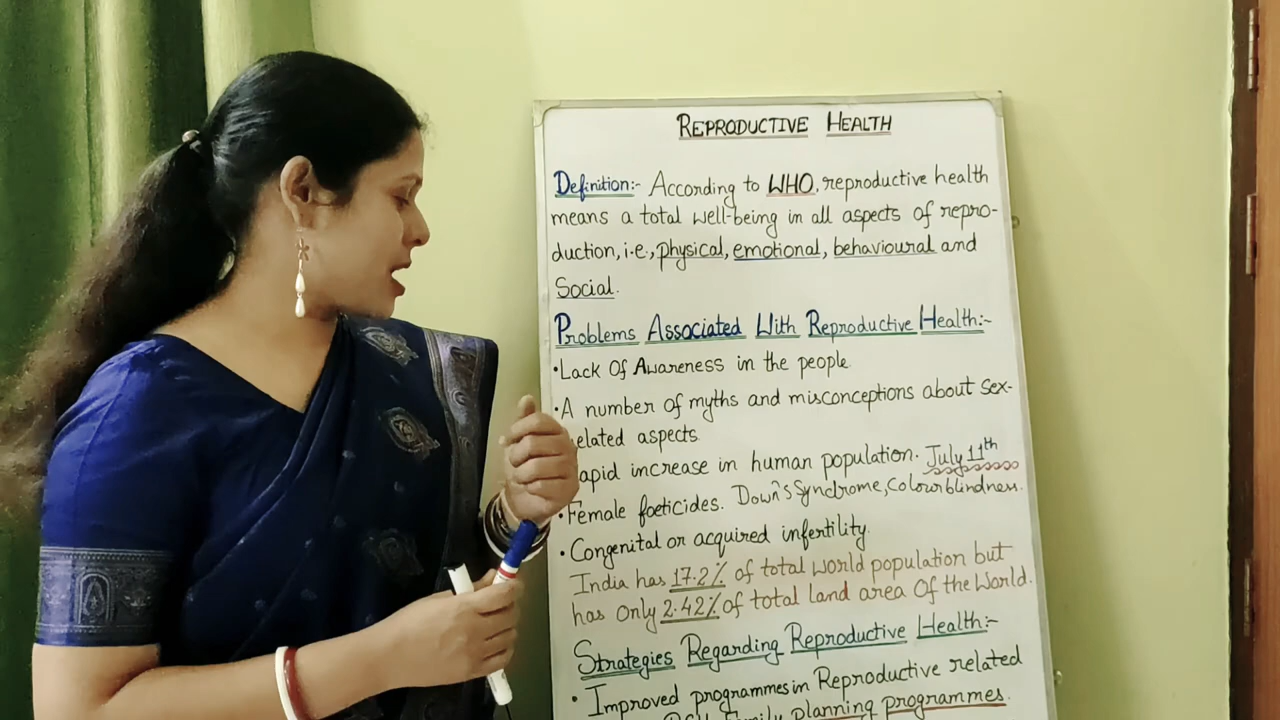 REPRODUCTIVE HEALTH
Definition:- According to WHO, reproductive health
means a total well-being in all aspects of repro-
duction, i.e., physical, emotional, behavioural and
Social.
Problems Associated With Reproductive Health:-
•Lack Of Awareness in the people.
•A number of myths and misconceptions about sex-
elated aspects
apid increase in human population. July 11th
•Female foeticides. Down's Syndrome, Colourblindness.
•Congenital or acquired infertility.
India has 17.2% of total world population but
has only 2.42% of total land area Of the World.
Strategies Regarding Reproductive Health:-
• Improved programmes in Reproductive related
Family planning programmes.